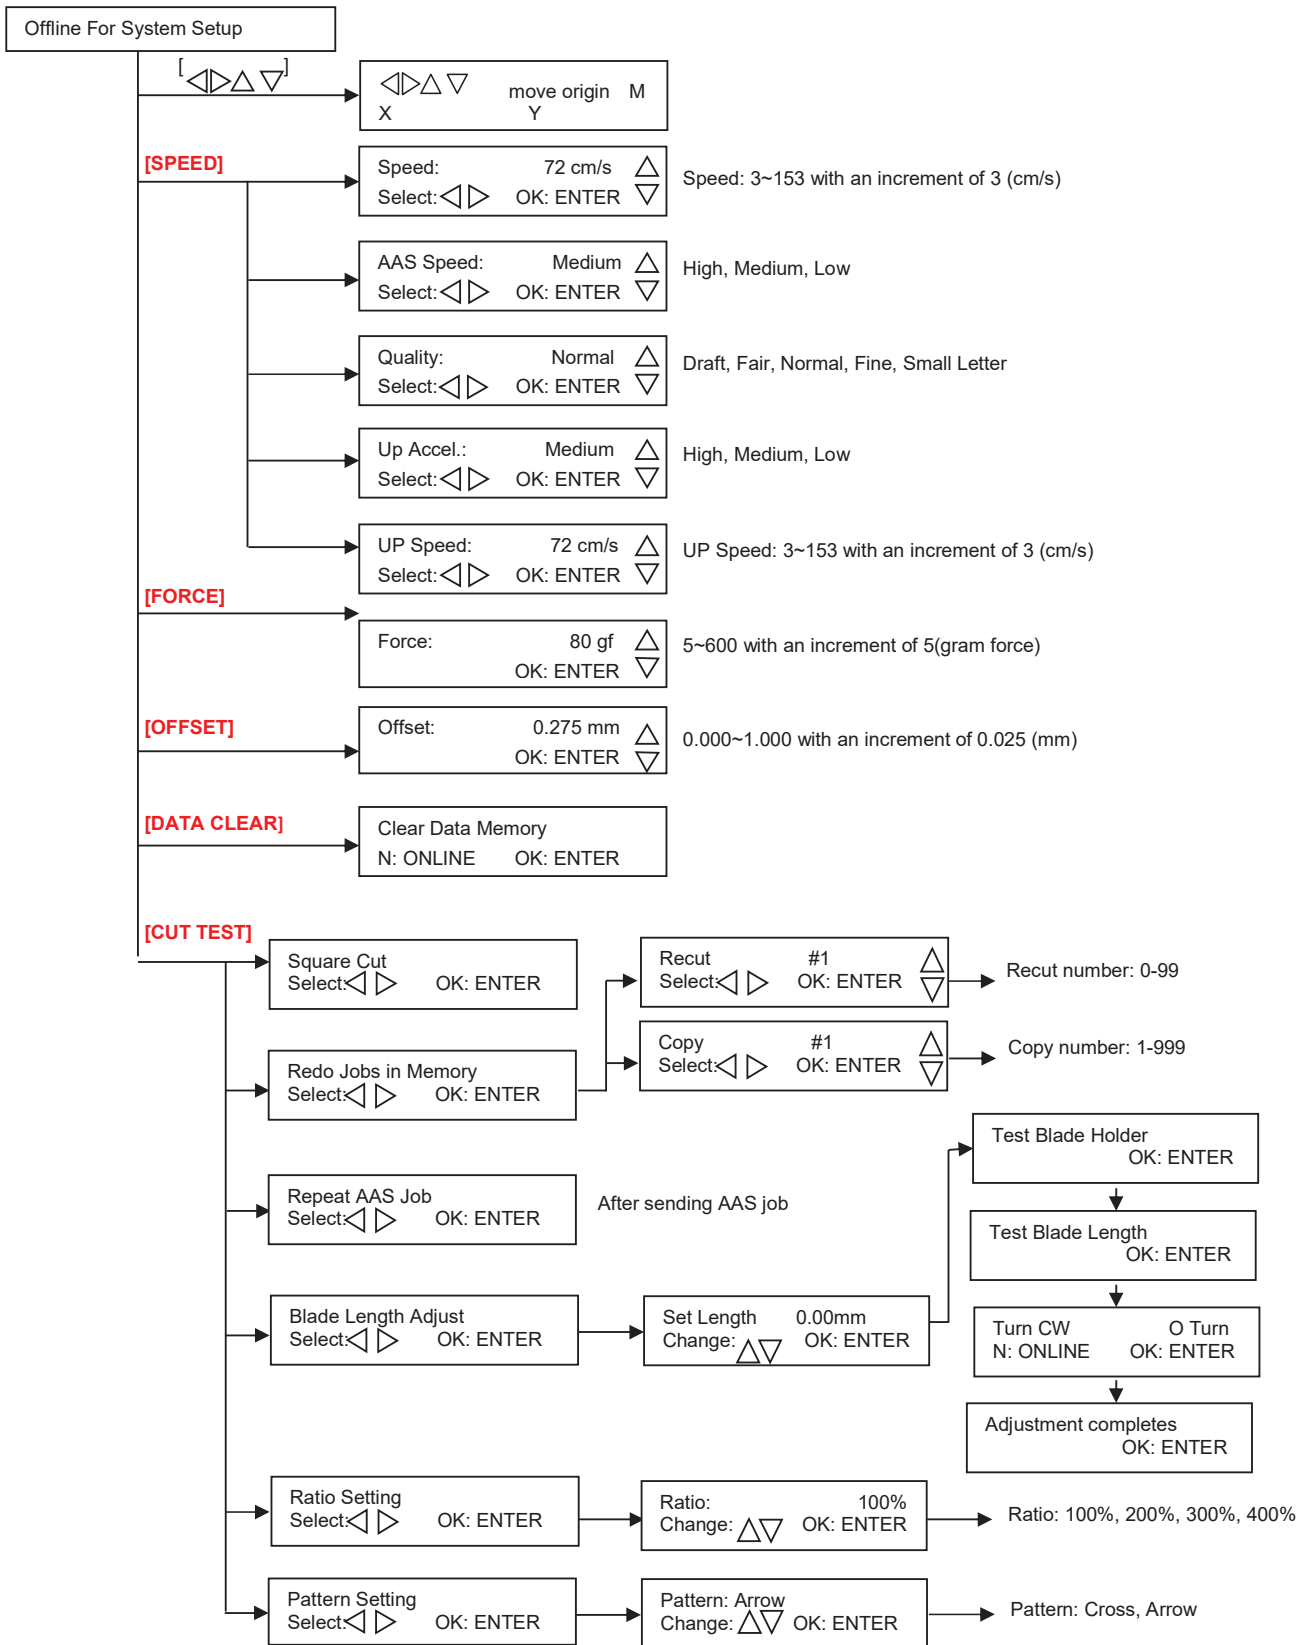 Offline For System Setup
[ ◁▷△▽ ]
◁▷△▽ move origin M
X Y
[SPEED]
Speed: 72 cm/s △
Select:◁ ▷ OK: ENTER ▽
Speed: 3~153 with an increment of 3 (cm/s)
AAS Speed: Medium △
Select:◁ ▷ OK: ENTER ▽
High, Medium, Low
Quality: Normal △
Select:◁ ▷ OK: ENTER ▽
Draft, Fair, Normal, Fine, Small Letter
Up Accel.: Medium △
Select:◁ ▷ OK: ENTER ▽
High, Medium, Low
UP Speed: 72 cm/s △
Select:◁ ▷ OK: ENTER ▽
UP Speed: 3~153 with an increment of 3 (cm/s)
[FORCE]
Force: 80 gf △
OK: ENTER ▽
5~600 with an increment of 5(gram force)
[OFFSET]
Offset: 0.275 mm △
OK: ENTER ▽
0.000~1.000 with an increment of 0.025 (mm)
[DATA CLEAR]
Clear Data Memory
N: ONLINE OK: ENTER
[CUT TEST]
Square Cut
Select:◁ ▷ OK: ENTER
Redo Jobs in Memory
Select:◁ ▷ OK: ENTER
Recut #1 △
Select:◁ ▷ OK: ENTER ▽
Recut number: 0-99
Copy #1 △
Select:◁ ▷ OK: ENTER ▽
Copy number: 1-999
Repeat AAS Job
Select:◁ ▷ OK: ENTER
After sending AAS job
Blade Length Adjust
Select:◁ ▷ OK: ENTER
Set Length 0.00mm
Change: △▽ OK: ENTER
Test Blade Holder
OK: ENTER
Test Blade Length
OK: ENTER
Turn CW O Turn
N: ONLINE OK: ENTER
Adjustment completes
OK: ENTER
Ratio Setting
Select:◁ ▷ OK: ENTER
Ratio: 100%
Change: △▽ OK: ENTER
Ratio: 100%, 200%, 300%, 400%
Pattern Setting
Select:◁ ▷ OK: ENTER
Pattern: Arrow
Change: △▽ OK: ENTER
Pattern: Cross, Arrow